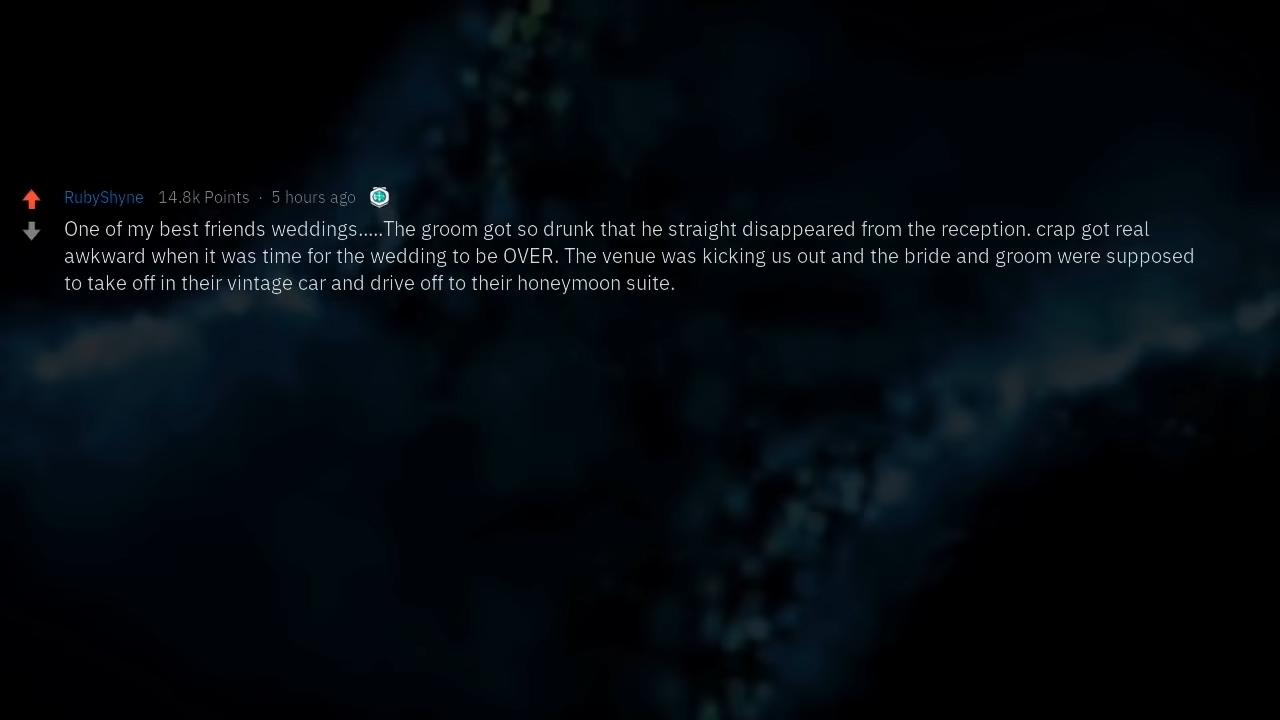 RubyShyne 14.8k Points · 5 hours ago
One of my best friends weddings.....The groom got so drunk that he straight disappeared from the reception. crap got real
awkward when it was time for the wedding to be OVER. The venue was kicking us out and the bride and groom were supposed
to take off in their vintage car and drive off to their honeymoon suite.